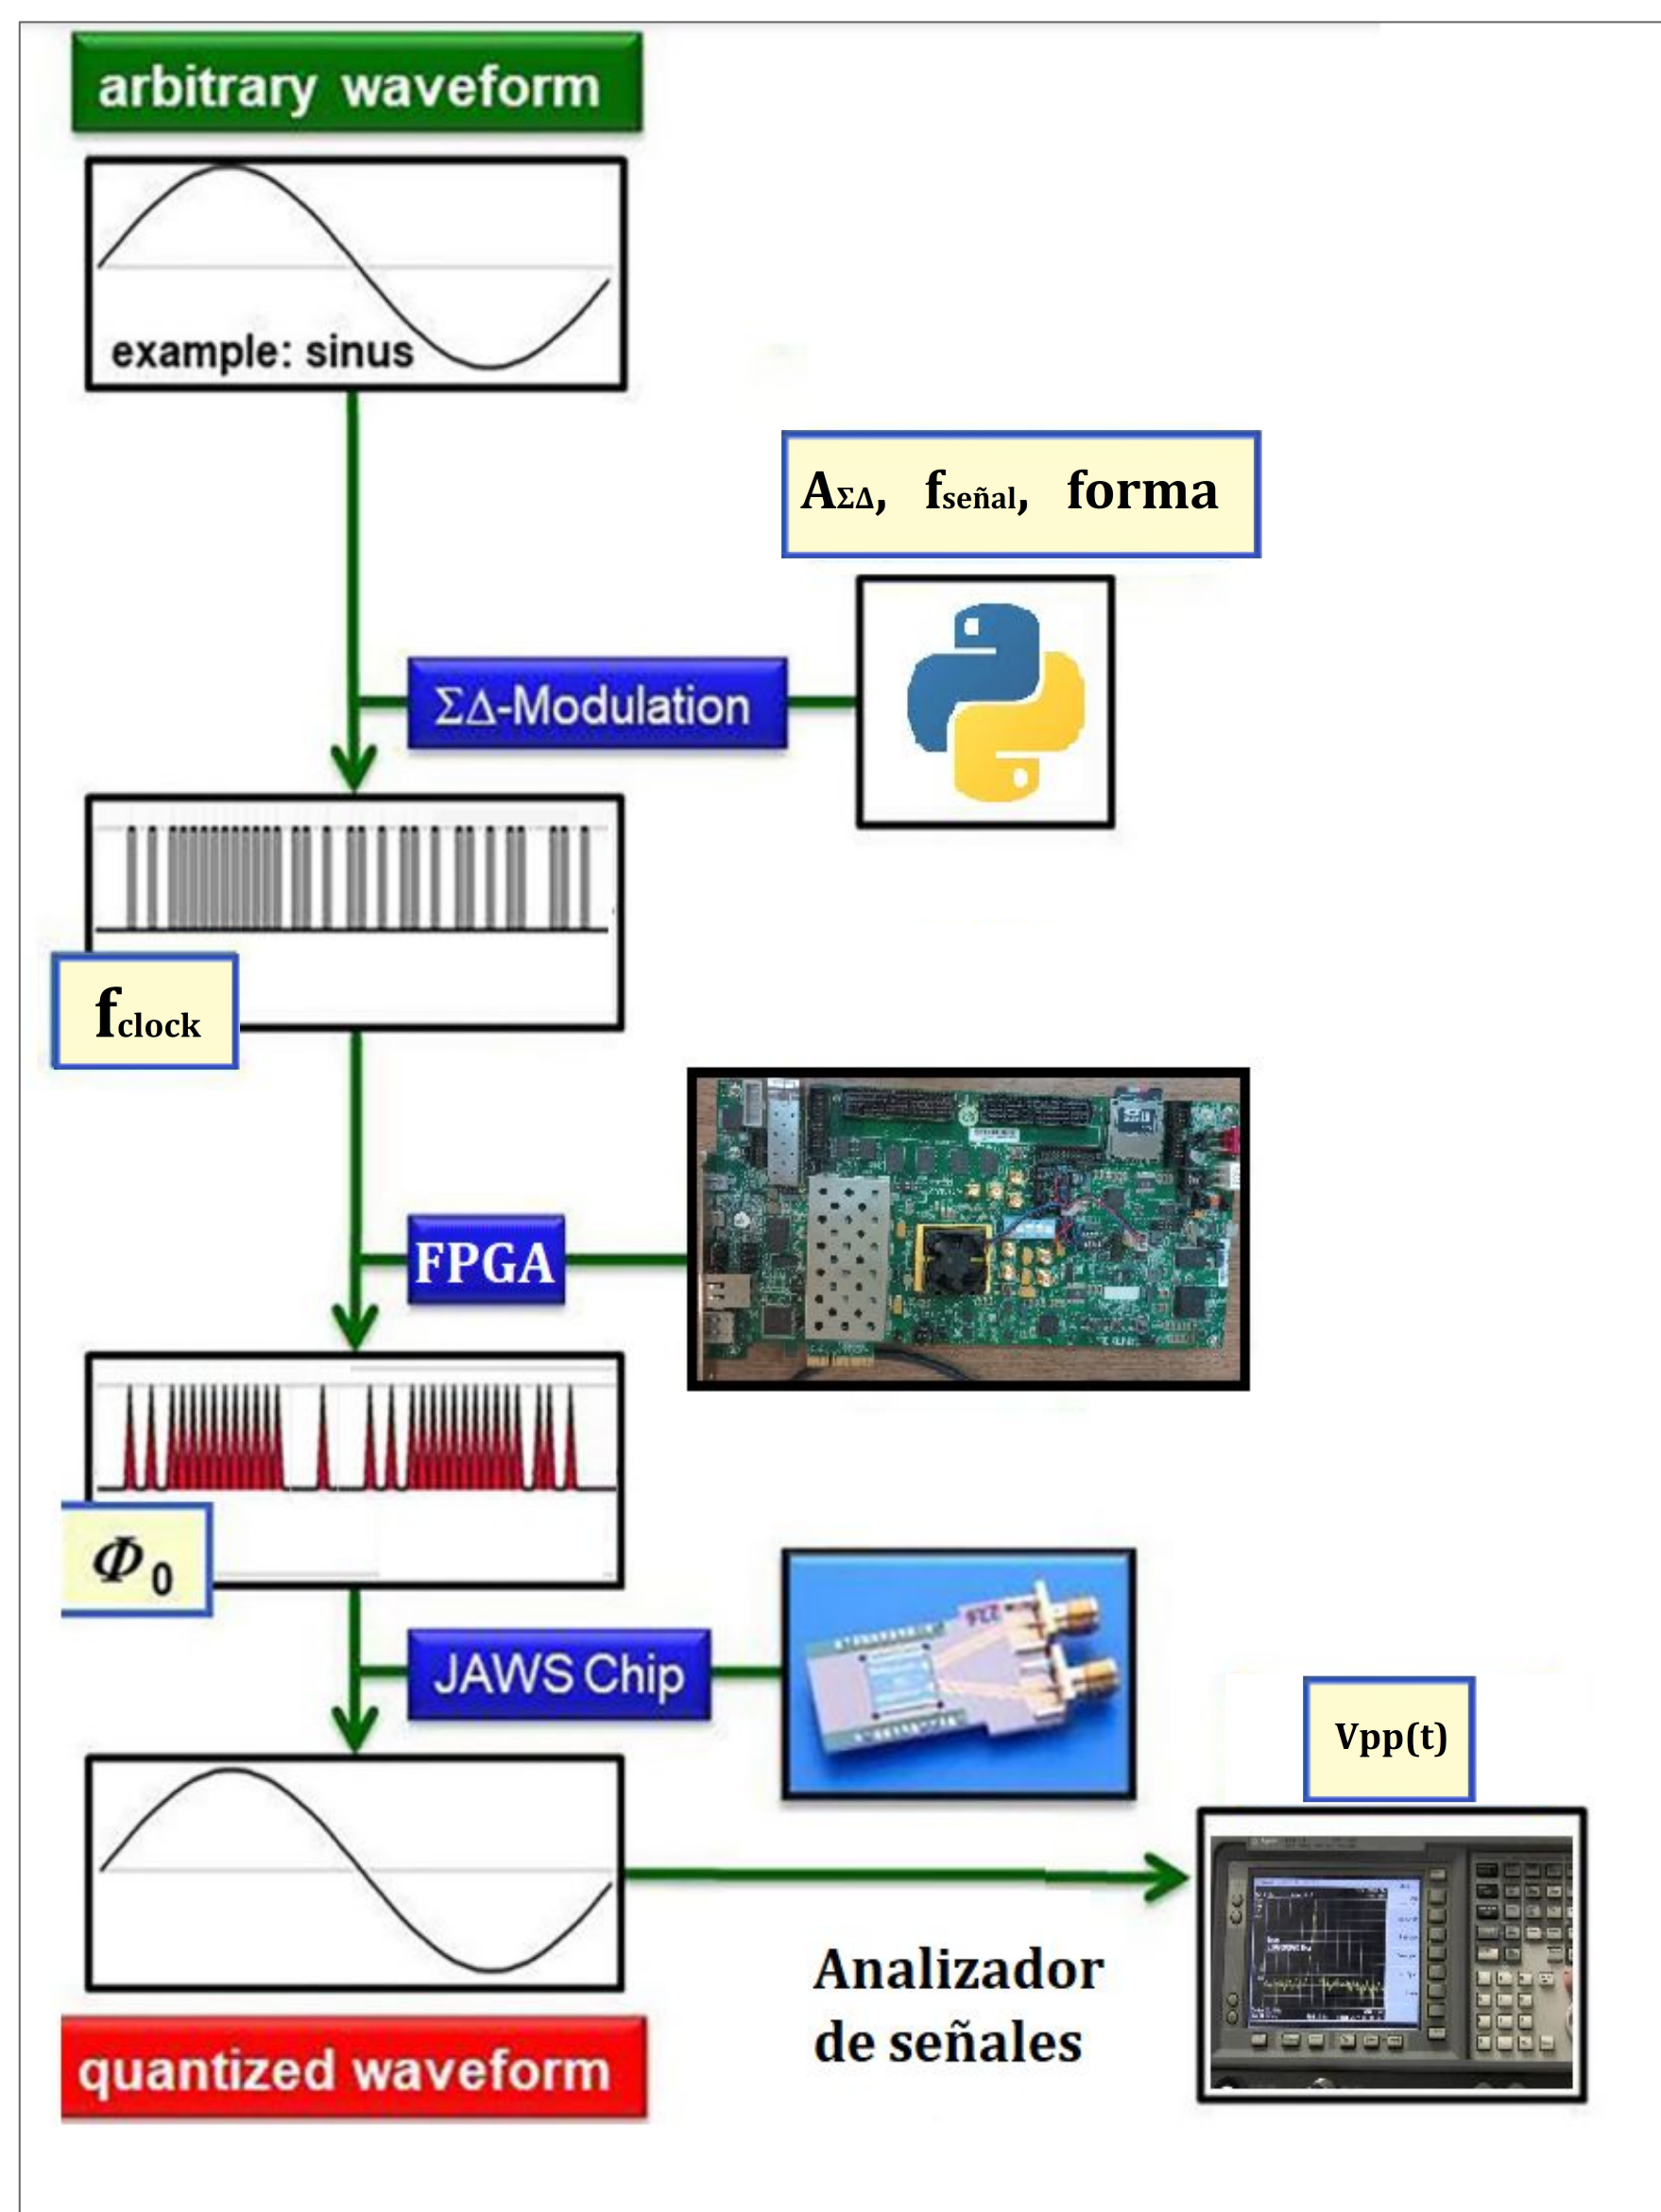 arbitrary waveform
example: sinus
AΣΔ, fseñal, forma
ΣΔ-Modulation
fclock
FPGA
Φ0
JAWS Chip
Vpp(t)
Analizador
de señales
quantized waveform